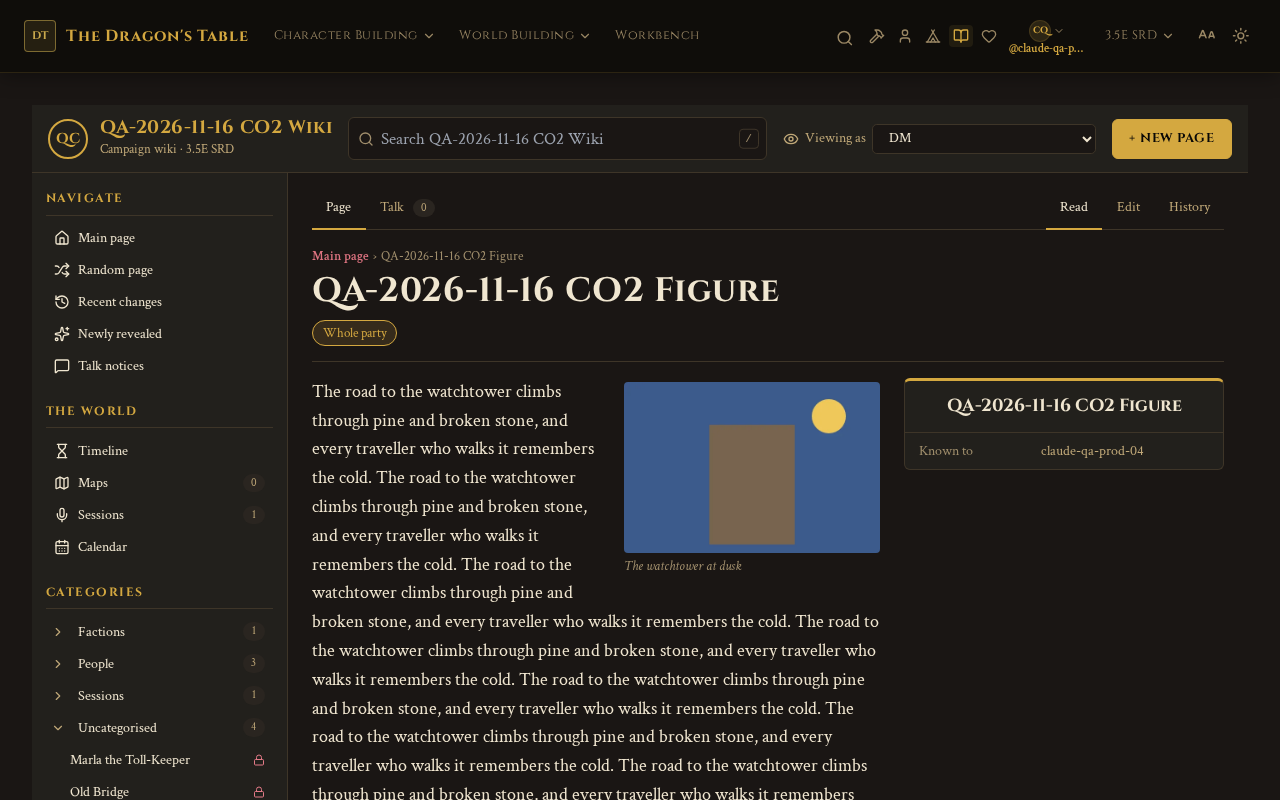 DT The Dragon's Table Character Building World Building Workbench CQ @claude-qa-p... 3.5E SRD AA
QC QA-2026-11-16 CO2 Wiki
Campaign wiki · 3.5E SRD
Search QA-2026-11-16 CO2 Wiki /
Viewing as DM
+ NEW PAGE
NAVIGATE
Main page
Random page
Recent changes
Newly revealed
Talk notices
THE WORLD
Timeline
Maps 0
Sessions 1
Calendar
CATEGORIES
Factions 1
People 3
Sessions 1
Uncategorised 4
Marla the Toll-Keeper
Old Bridge
Page Talk 0 Read Edit History
Main page › QA-2026-11-16 CO2 Figure
QA-2026-11-16 CO2 Figure
Whole party
The road to the watchtower climbs
through pine and broken stone, and
every traveller who walks it remembers
the cold. The road to the watchtower
climbs through pine and broken stone,
and every traveller who walks it
remembers the cold. The road to the
watchtower climbs through pine and
broken stone, and every traveller who walks it remembers the cold. The road to
the watchtower climbs through pine and broken stone, and every traveller who
walks it remembers the cold. The road to the watchtower climbs through pine
and broken stone, and every traveller who walks it remembers the cold. The
road to the watchtower climbs through pine and broken stone, and every
traveller who walks it remembers the cold. The road to the watchtower climbs
through pine and broken stone, and every traveller who walks it remembers
The watchtower at dusk
QA-2026-11-16 CO2 Figure
Known to claude-qa-prod-04